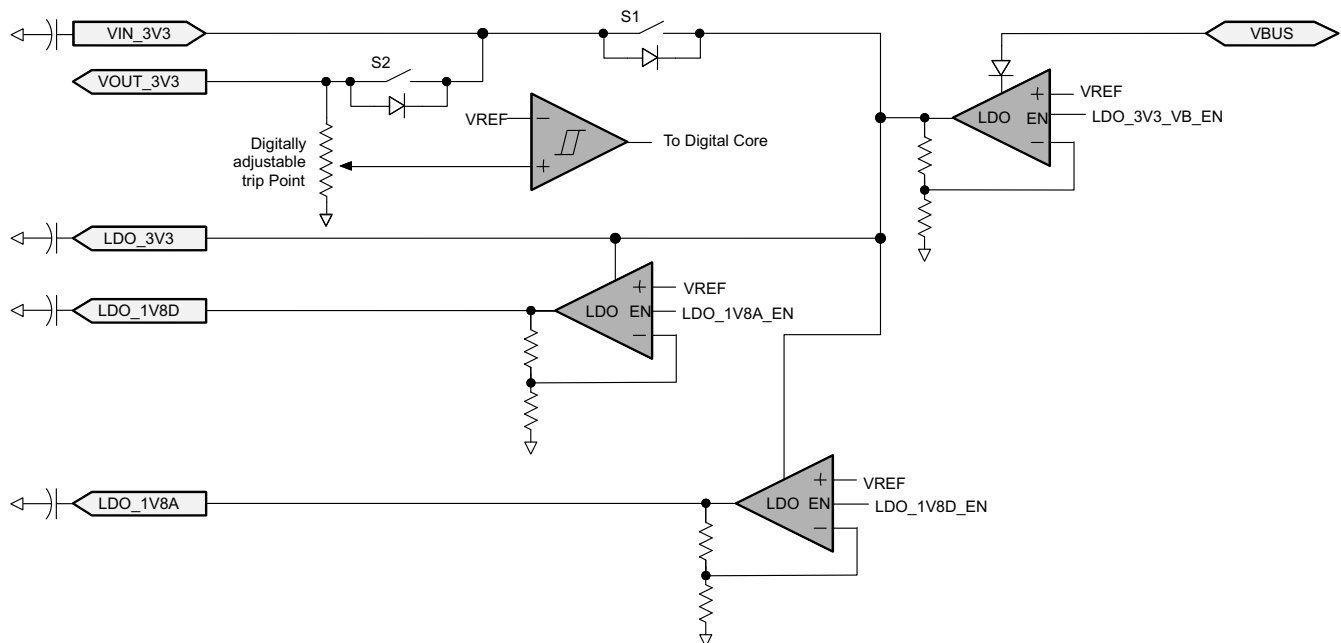 VIN_3V3
S1
VBUS
VOUT_3V3
S2
VREF
To Digital Core
Digitally
adjustable
trip Point
LDO
EN
VREF
LDO_3V3_VB_EN
LDO_3V3
LDO_1V8D
LDO
EN
VREF
LDO_1V8A_EN
LDO_1V8A
LDO
EN
VREF
LDO_1V8D_EN